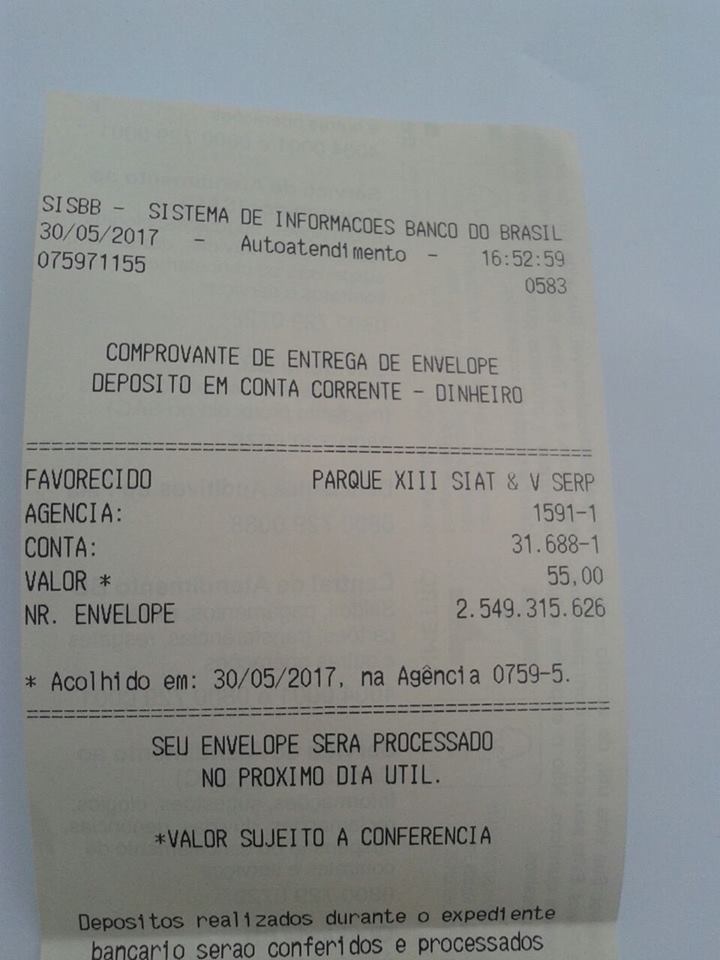 SISBB - SISTEMA DE INFORMACOES BANCO DO BRASIL
30/05/2017 - Autoatendimento - 16:52:59
075971155 0583
COMPROVANTE DE ENTREGA DE ENVELOPE
DEPOSITO EM CONTA CORRENTE - DINHEIRO
================================================
FAVORECIDO PARQUE XIII SIAT & V SERP
AGENCIA: 1591-1
CONTA: 31.688-1
VALOR * 55,00
NR. ENVELOPE 2.549.315.626
* Acolhido em: 30/05/2017, na Agência 0759-5.
================================================
SEU ENVELOPE SERA PROCESSADO
NO PROXIMO DIA UTIL.
*VALOR SUJEITO A CONFERENCIA
Depositos realizados durante o expediente
bancario serao conferidos e processados